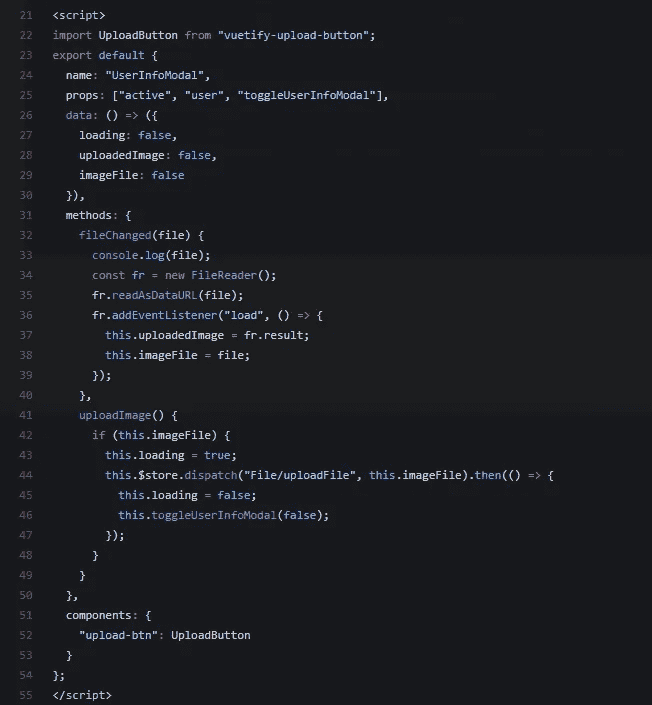 21 <script>
22 import UploadButton from "vuetify-upload-button";
23 export default {
24   name: "UserInfoModal",
25   props: ["active", "user", "toggleUserInfoModal"],
26   data: () => ({
27     loading: false,
28     uploadedImage: false,
29     imageFile: false
30   }),
31   methods: {
32     fileChanged(file) {
33       console.log(file);
34       const fr = new FileReader();
35       fr.readAsDataURL(file);
36       fr.addEventListener("load", () => {
37         this.uploadedImage = fr.result;
38         this.imageFile = file;
39       });
40     },
41     uploadImage() {
42       if (this.imageFile) {
43         this.loading = true;
44         this.$store.dispatch("File/uploadFile", this.imageFile).then(() => {
45           this.loading = false;
46           this.toggleUserInfoModal(false);
47         });
48       }
49     }
50   },
51   components: {
52     "upload-btn": UploadButton
53   }
54 };
55 </script>